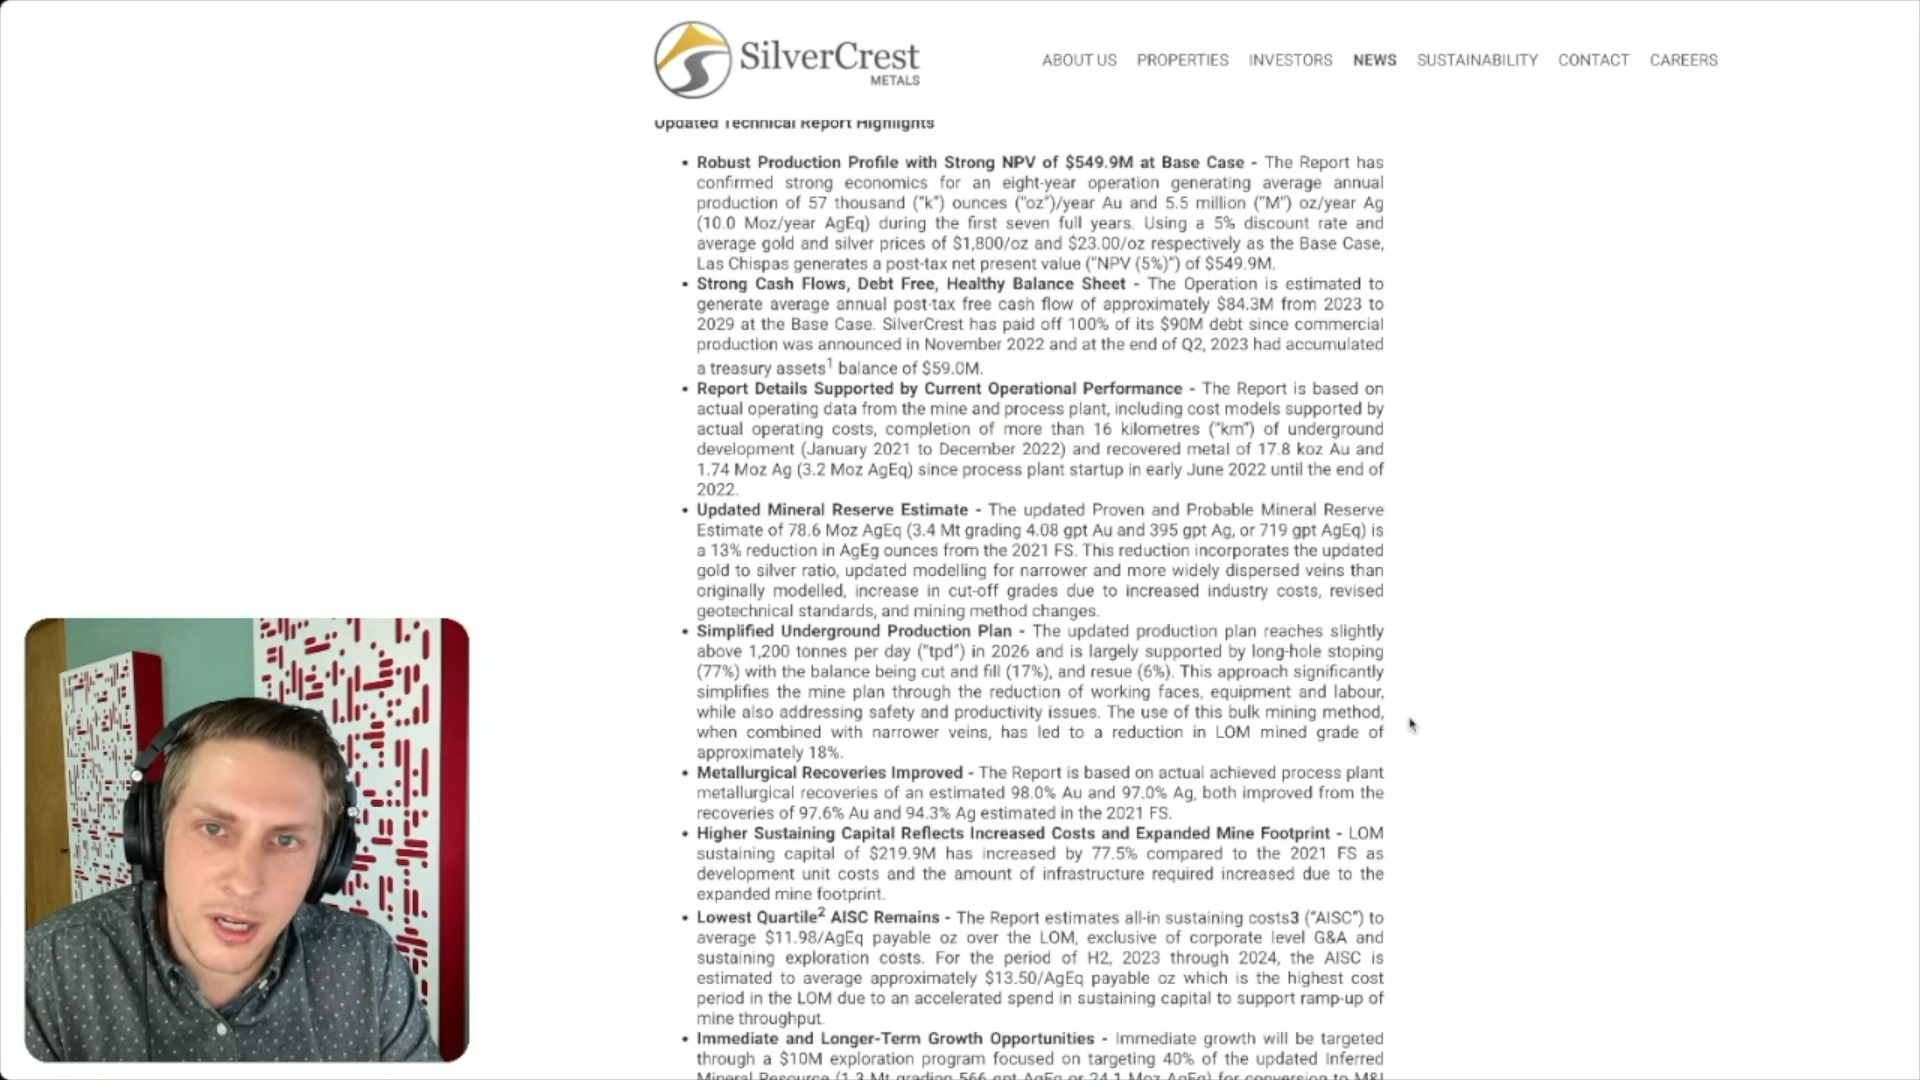 SilverCrest
METALS
ABOUT US PROPERTIES INVESTORS NEWS SUSTAINABILITY CONTACT CAREERS
Updated Technical Report Highlights
• Robust Production Profile with Strong NPV of $549.9M at Base Case - The Report has
confirmed strong economics for an eight-year operation generating average annual
production of 57 thousand ("k") ounces ("oz")/year Au and 5.5 million ("M") oz/year Ag
(10.0 Moz/year AgEq) during the first seven full years. Using a 5% discount rate and
average gold and silver prices of $1,800/oz and $23.00/oz respectively as the Base Case,
Las Chispas generates a post-tax net present value ("NPV (5%)") of $549.9M.
• Strong Cash Flows, Debt Free, Healthy Balance Sheet - The Operation is estimated to
generate average annual post-tax free cash flow of approximately $84.3M from 2023 to
2029 at the Base Case. SilverCrest has paid off 100% of its $90M debt since commercial
production was announced in November 2022 and at the end of Q2, 2023 had accumulated
a treasury assets1 balance of $59.0M.
• Report Details Supported by Current Operational Performance - The Report is based on
actual operating data from the mine and process plant, including cost models supported by
actual operating costs, completion of more than 16 kilometres ("km") of underground
development (January 2021 to December 2022) and recovered metal of 17.8 koz Au and
1.74 Moz Ag (3.2 Moz AgEq) since process plant startup in early June 2022 until the end of
2022.
• Updated Mineral Reserve Estimate - The updated Proven and Probable Mineral Reserve
Estimate of 78.6 Moz AgEq (3.4 Mt grading 4.08 gpt Au and 395 gpt Ag, or 719 gpt AgEq) is
a 13% reduction in AgEg ounces from the 2021 FS. This reduction incorporates the updated
gold to silver ratio, updated modelling for narrower and more widely dispersed veins than
originally modelled, increase in cut-off grades due to increased industry costs, revised
geotechnical standards, and mining method changes.
• Simplified Underground Production Plan - The updated production plan reaches slightly
above 1,200 tonnes per day ("tpd") in 2026 and is largely supported by long-hole stoping
(77%) with the balance being cut and fill (17%), and resue (6%). This approach significantly
simplifies the mine plan through the reduction of working faces, equipment and labour,
while also addressing safety and productivity issues. The use of this bulk mining method,
when combined with narrower veins, has led to a reduction in LOM mined grade of
approximately 18%.
• Metallurgical Recoveries Improved - The Report is based on actual achieved process plant
metallurgical recoveries of an estimated 98.0% Au and 97.0% Ag, both improved from the
recoveries of 97.6% Au and 94.3% Ag estimated in the 2021 FS.
• Higher Sustaining Capital Reflects Increased Costs and Expanded Mine Footprint - LOM
sustaining capital of $219.9M has increased by 77.5% compared to the 2021 FS as
development unit costs and the amount of infrastructure required increased due to the
expanded mine footprint.
• Lowest Quartile2 AISC Remains - The Report estimates all-in sustaining costs3 ("AISC") to
average $11.98/AgEq payable oz over the LOM, exclusive of corporate level G&A and
sustaining exploration costs. For the period of H2, 2023 through 2024, the AISC is
estimated to average approximately $13.50/AgEq payable oz which is the highest cost
period in the LOM due to an accelerated spend in sustaining capital to support ramp-up of
mine throughput.
• Immediate and Longer-Term Growth Opportunities - Immediate growth will be targeted
through a $10M exploration program focused on targeting 40% of the updated Inferred
Mineral Resource (1.3 Mt grading 566 gpt AgEq or 24.1 Moz AgEq) for conversion to M&I